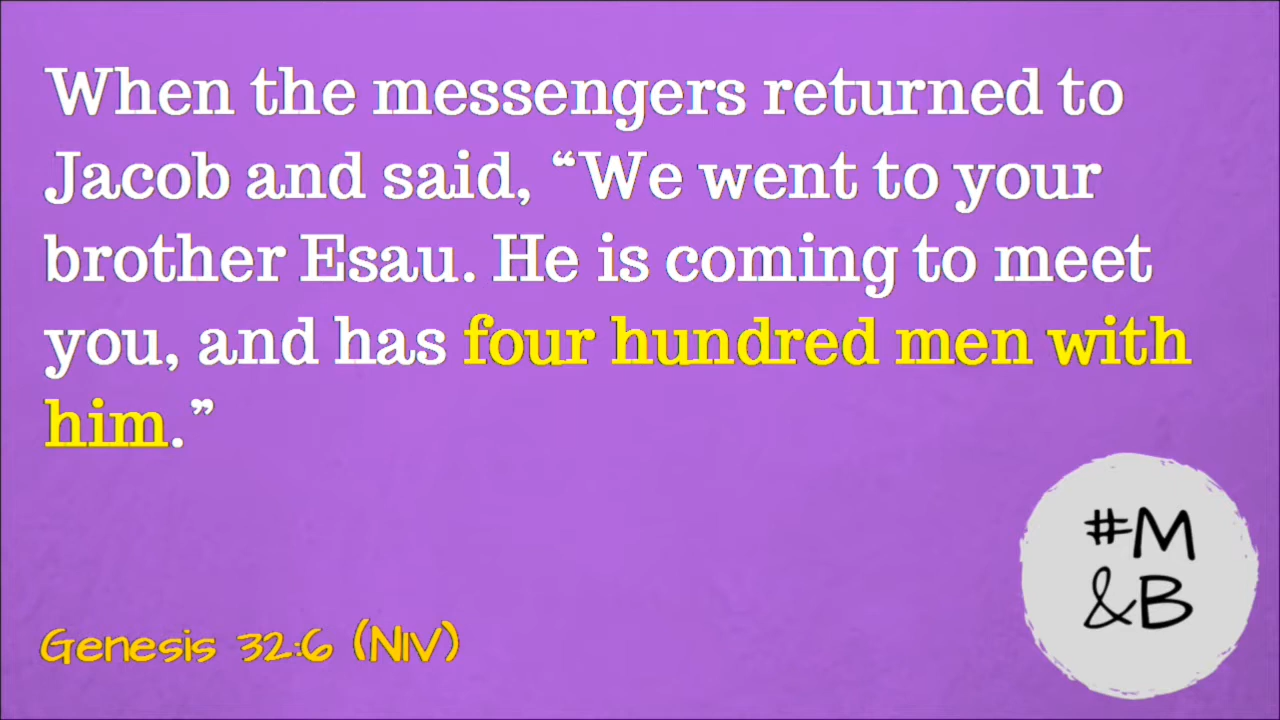 When the messengers returned to
Jacob and said, “We went to your
brother Esau. He is coming to meet
you, and has four hundred men with
him.”
Genesis 32:6 (NIV)
#M
&B